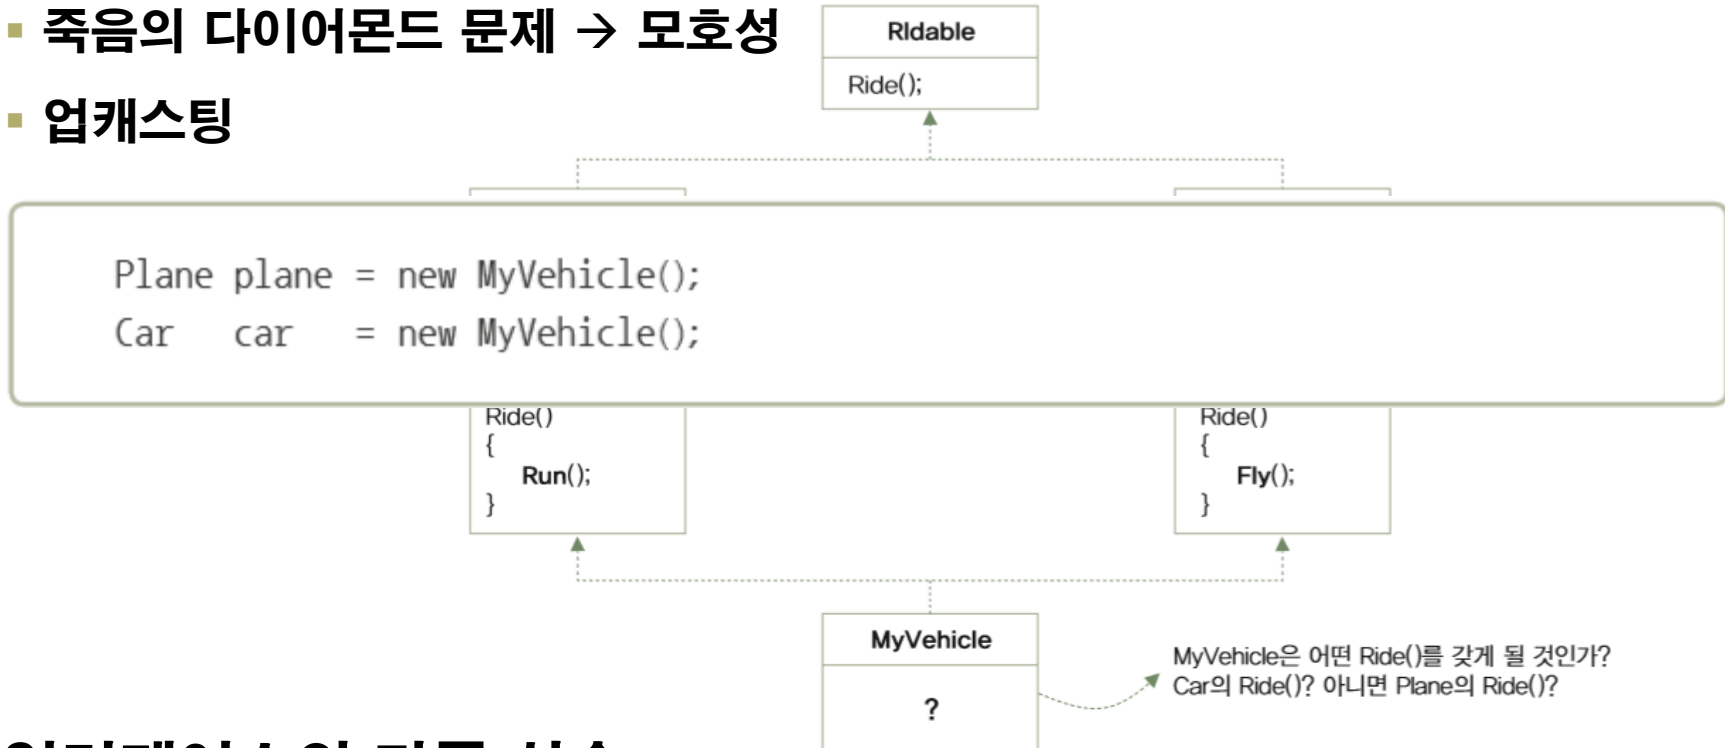 ▪ 죽음의 다이어몬드 문제 → 모호성
▪ 업캐스팅
RIdable
Ride();
Plane plane = new MyVehicle();
Car car = new MyVehicle();
Ride()
{
Run();
}
Ride()
{
Fly();
}
MyVehicle
?
MyVehicle은 어떤 Ride()를 갖게 될 것인가?
Car의 Ride()? 아니면 Plane의 Ride()?